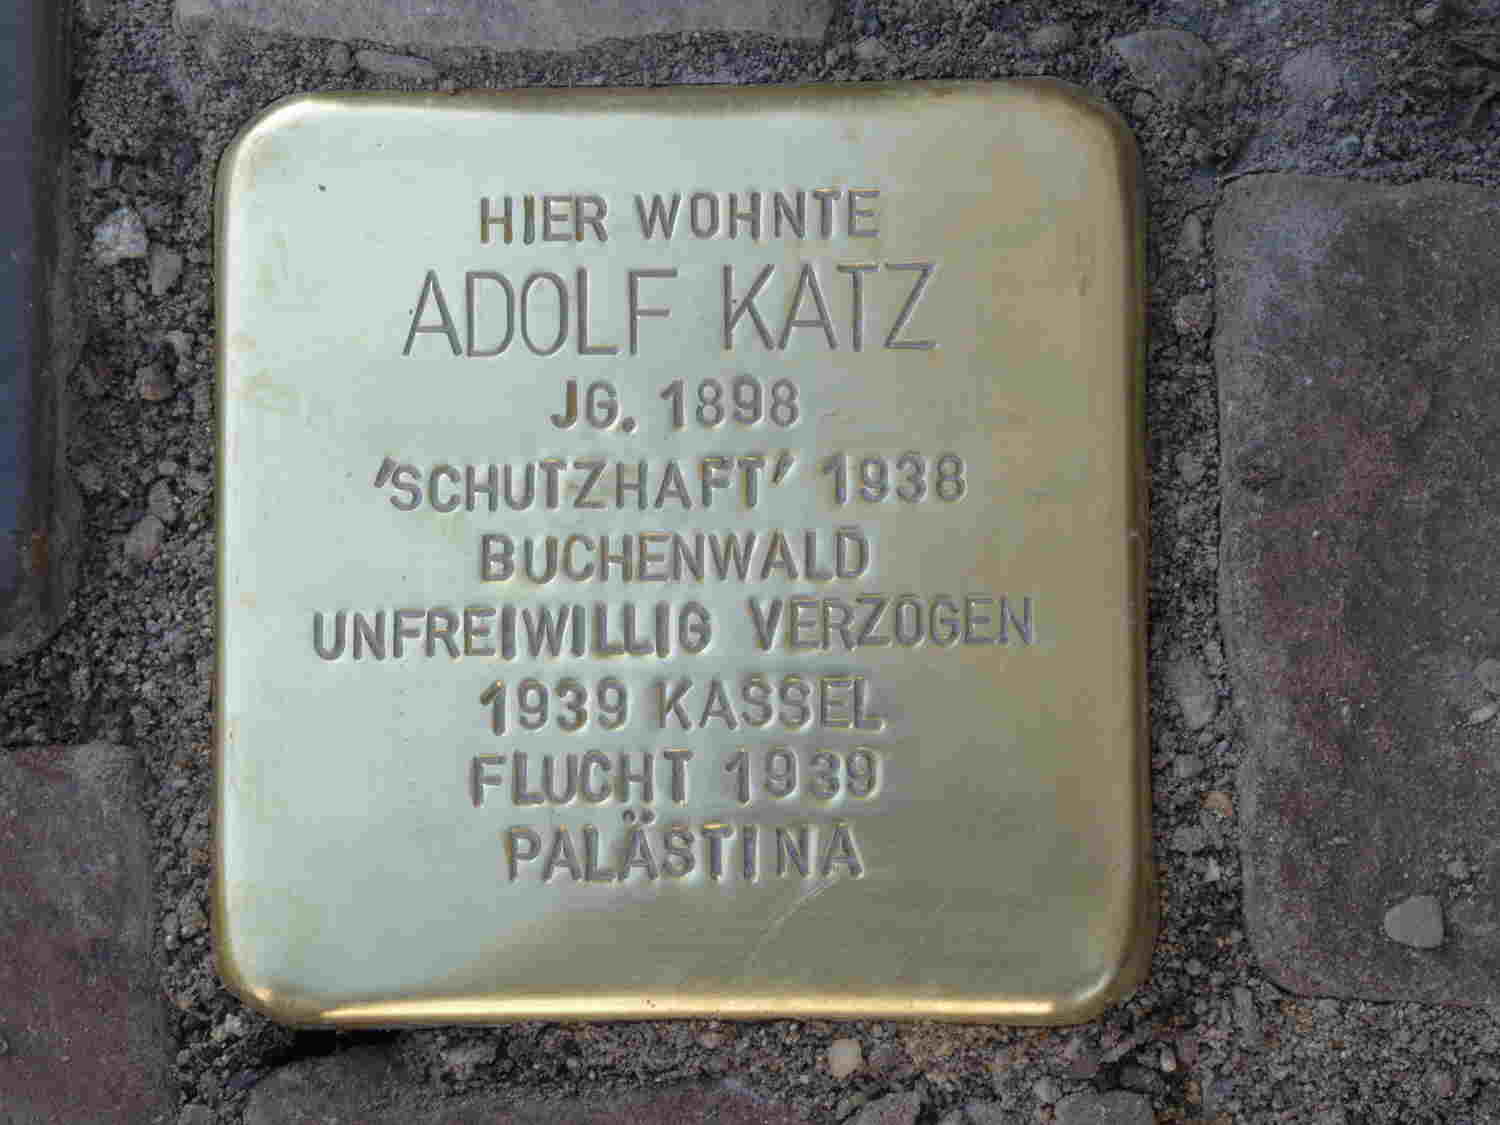 HIER WOHNTE
ADOLF KATZ
JG. 1898
'SCHUTZHAFT' 1938
BUCHENWALD
UNFREIWILLIG VERZOGEN
1939 KASSEL
FLUCHT 1939
PALÄSTINA